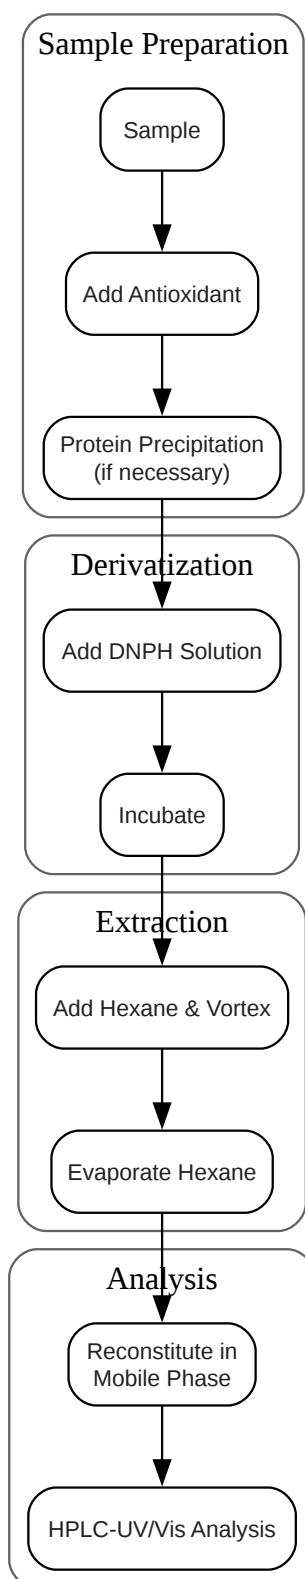 Sample Preparation
Sample
Add Antioxidant
Protein Precipitation
(if necessary)
Derivatization
Add DNPH Solution
Incubate
Extraction
Add Hexane & Vortex
Evaporate Hexane
Analysis
Reconstitute in
Mobile Phase
HPLC-UV/Vis Analysis